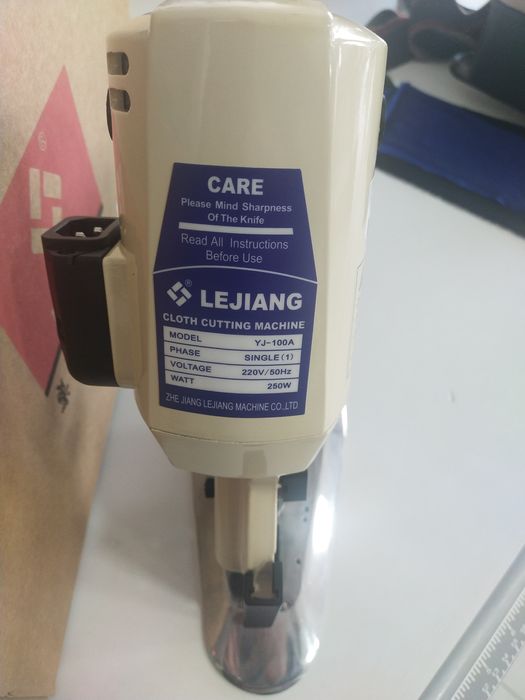 CARE
Please Mind Sharpness
Of The Knife
Read All Instructions
Before Use
® LEJIANG
CLOTH CUTTING MACHINE
MODEL YJ-100A
PHASE SINGLE(1)
VOLTAGE 220V/50Hz
WATT 250W
ZHE JIANG LEJIANG MACHINE CO.,LTD